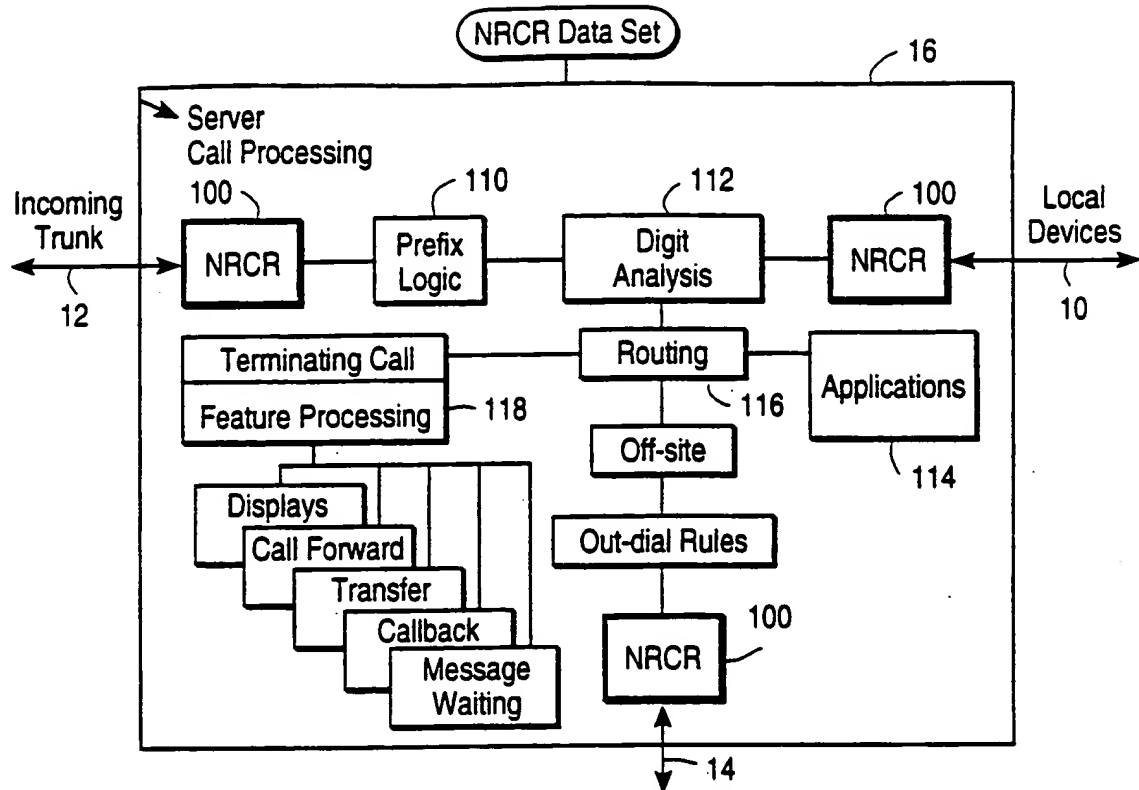 NRCR Data Set
16
Server
Call Processing
Incoming
Trunk
12
100
NRCR
110
Prefix
Logic
112
Digit
Analysis
100
NRCR
Local
Devices
10
Terminating Call
Feature Processing
118
Routing
116
Applications
114
Off-site
Out-dial Rules
Displays
Call Forward
Transfer
Callback
Message
Waiting
100
NRCR
14